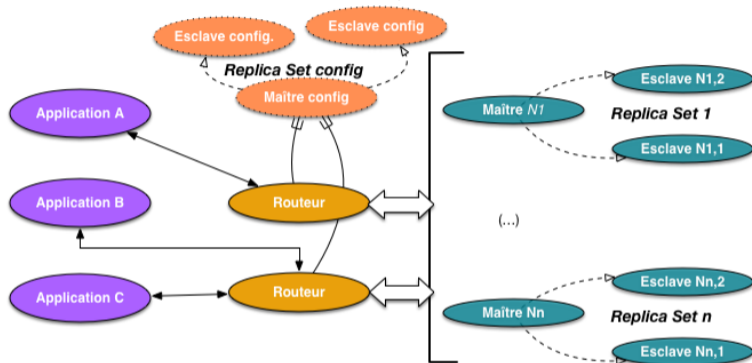 Esclave config.
Esclave config
Replica Set config
Maître config
Application A
Application B
Application C
Routeur
Routeur
Maître N1
Esclave N1,2
Replica Set 1
Esclave N1,1
(...)
Maître Nn
Esclave Nn,2
Replica Set n
Esclave Nn,1